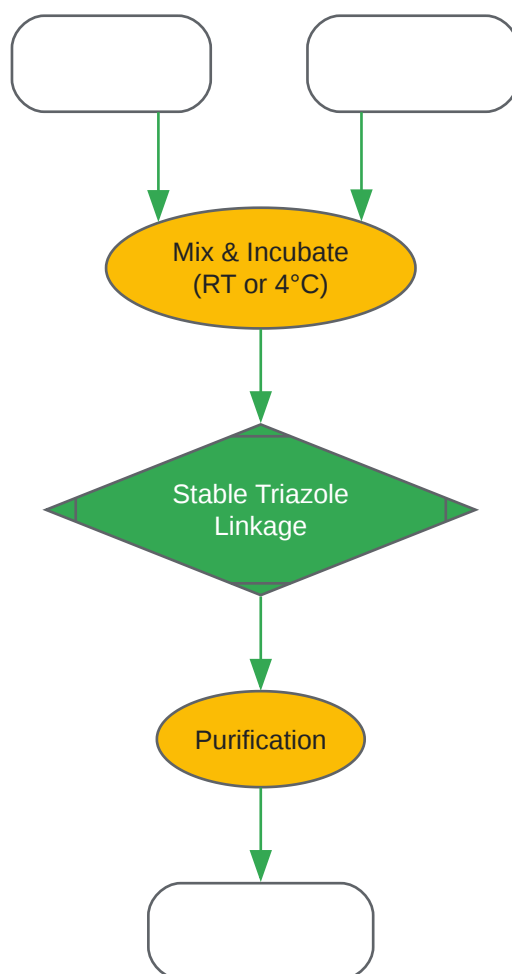 Mix & Incubate
(RT or 4°C)
Stable Triazole
Linkage
Purification